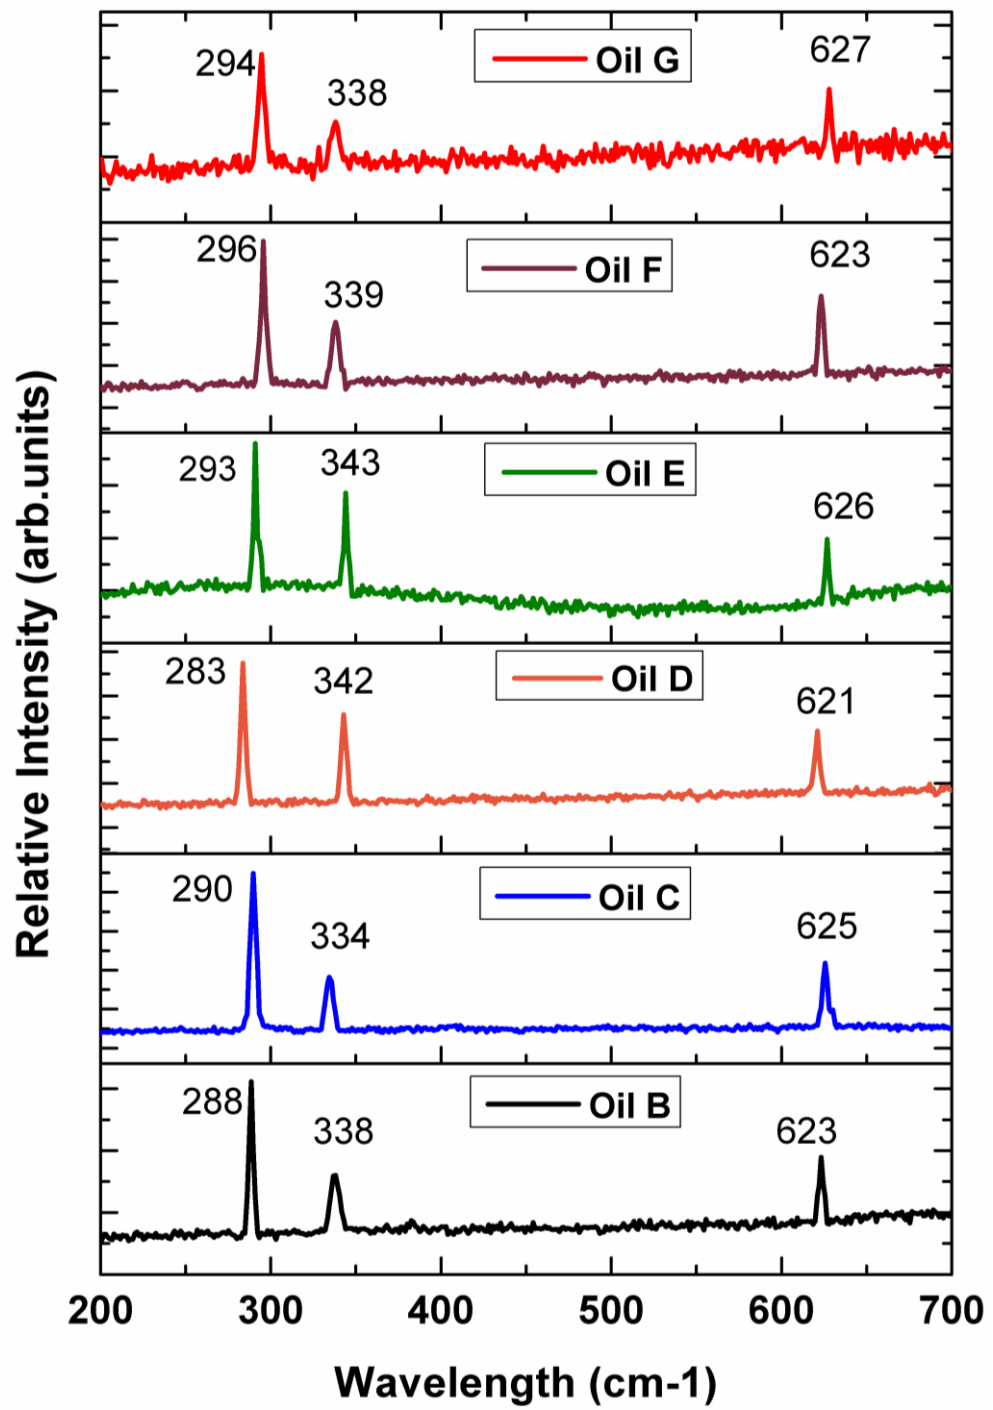 Oil G
294
338
627
Oil F
296
339
623
Oil E
293
343
626
Oil D
283
342
621
Oil C
290
334
625
Oil B
288
338
623
Relative Intensity (arb.units)
200 300 400 500 600 700
Wavelength (cm-1)